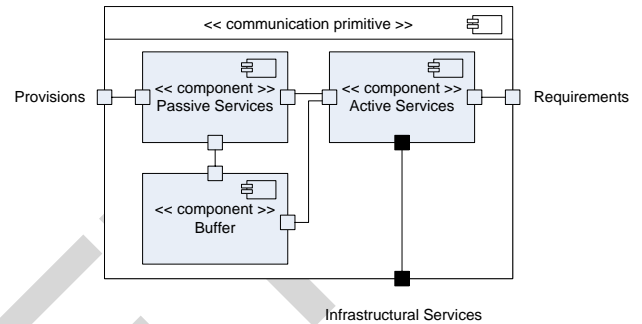 << communication primitive >>
<< component >>
Passive Services
<< component >>
Active Services
Provisions
Requirements
<< component >>
Buffer
Infrastructural Services